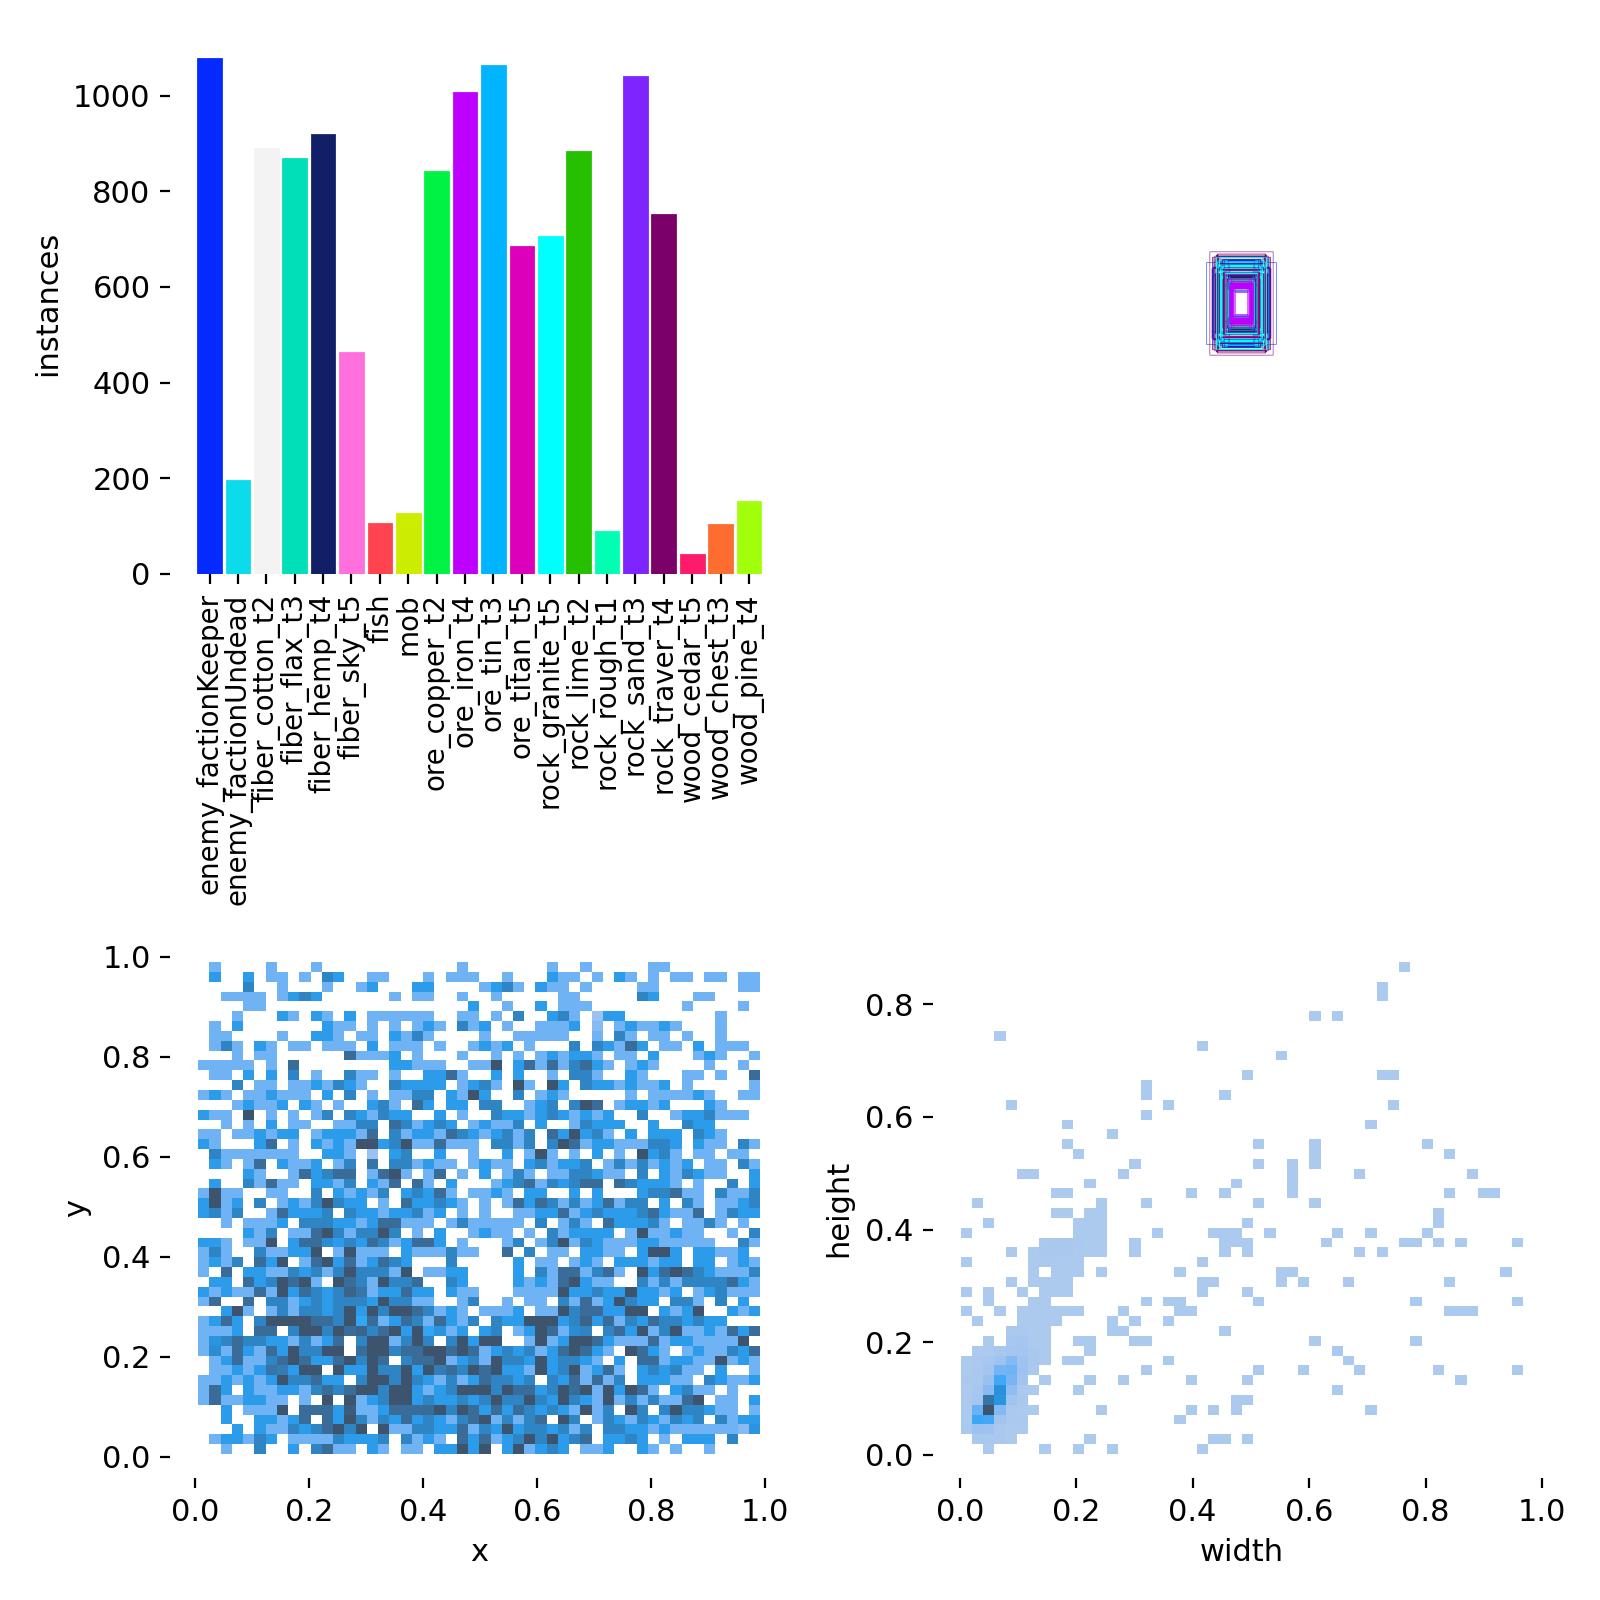 1000
800
600
400
200
0
instances
enemy_factionKeeper
enemy_factionUndead
fiber_cotton_t2
fiber_flax_t3
fiber_hemp_t4
fiber_sky_t5
fish
mob
ore_copper_t2
ore_iron_t4
ore_tin_t3
ore_titan_t5
rock_granite_t5
rock_lime_t2
rock_rough_t1
rock_sand_t3
rock_traver_t4
wood_cedar_t5
wood_chest_t3
wood_pine_t4
1.0
0.8
0.6
0.4
0.2
0.0
y
0.0 0.2 0.4 0.6 0.8 1.0
x
0.8
0.6
0.4
0.2
0.0
height
0.0 0.2 0.4 0.6 0.8 1.0
width